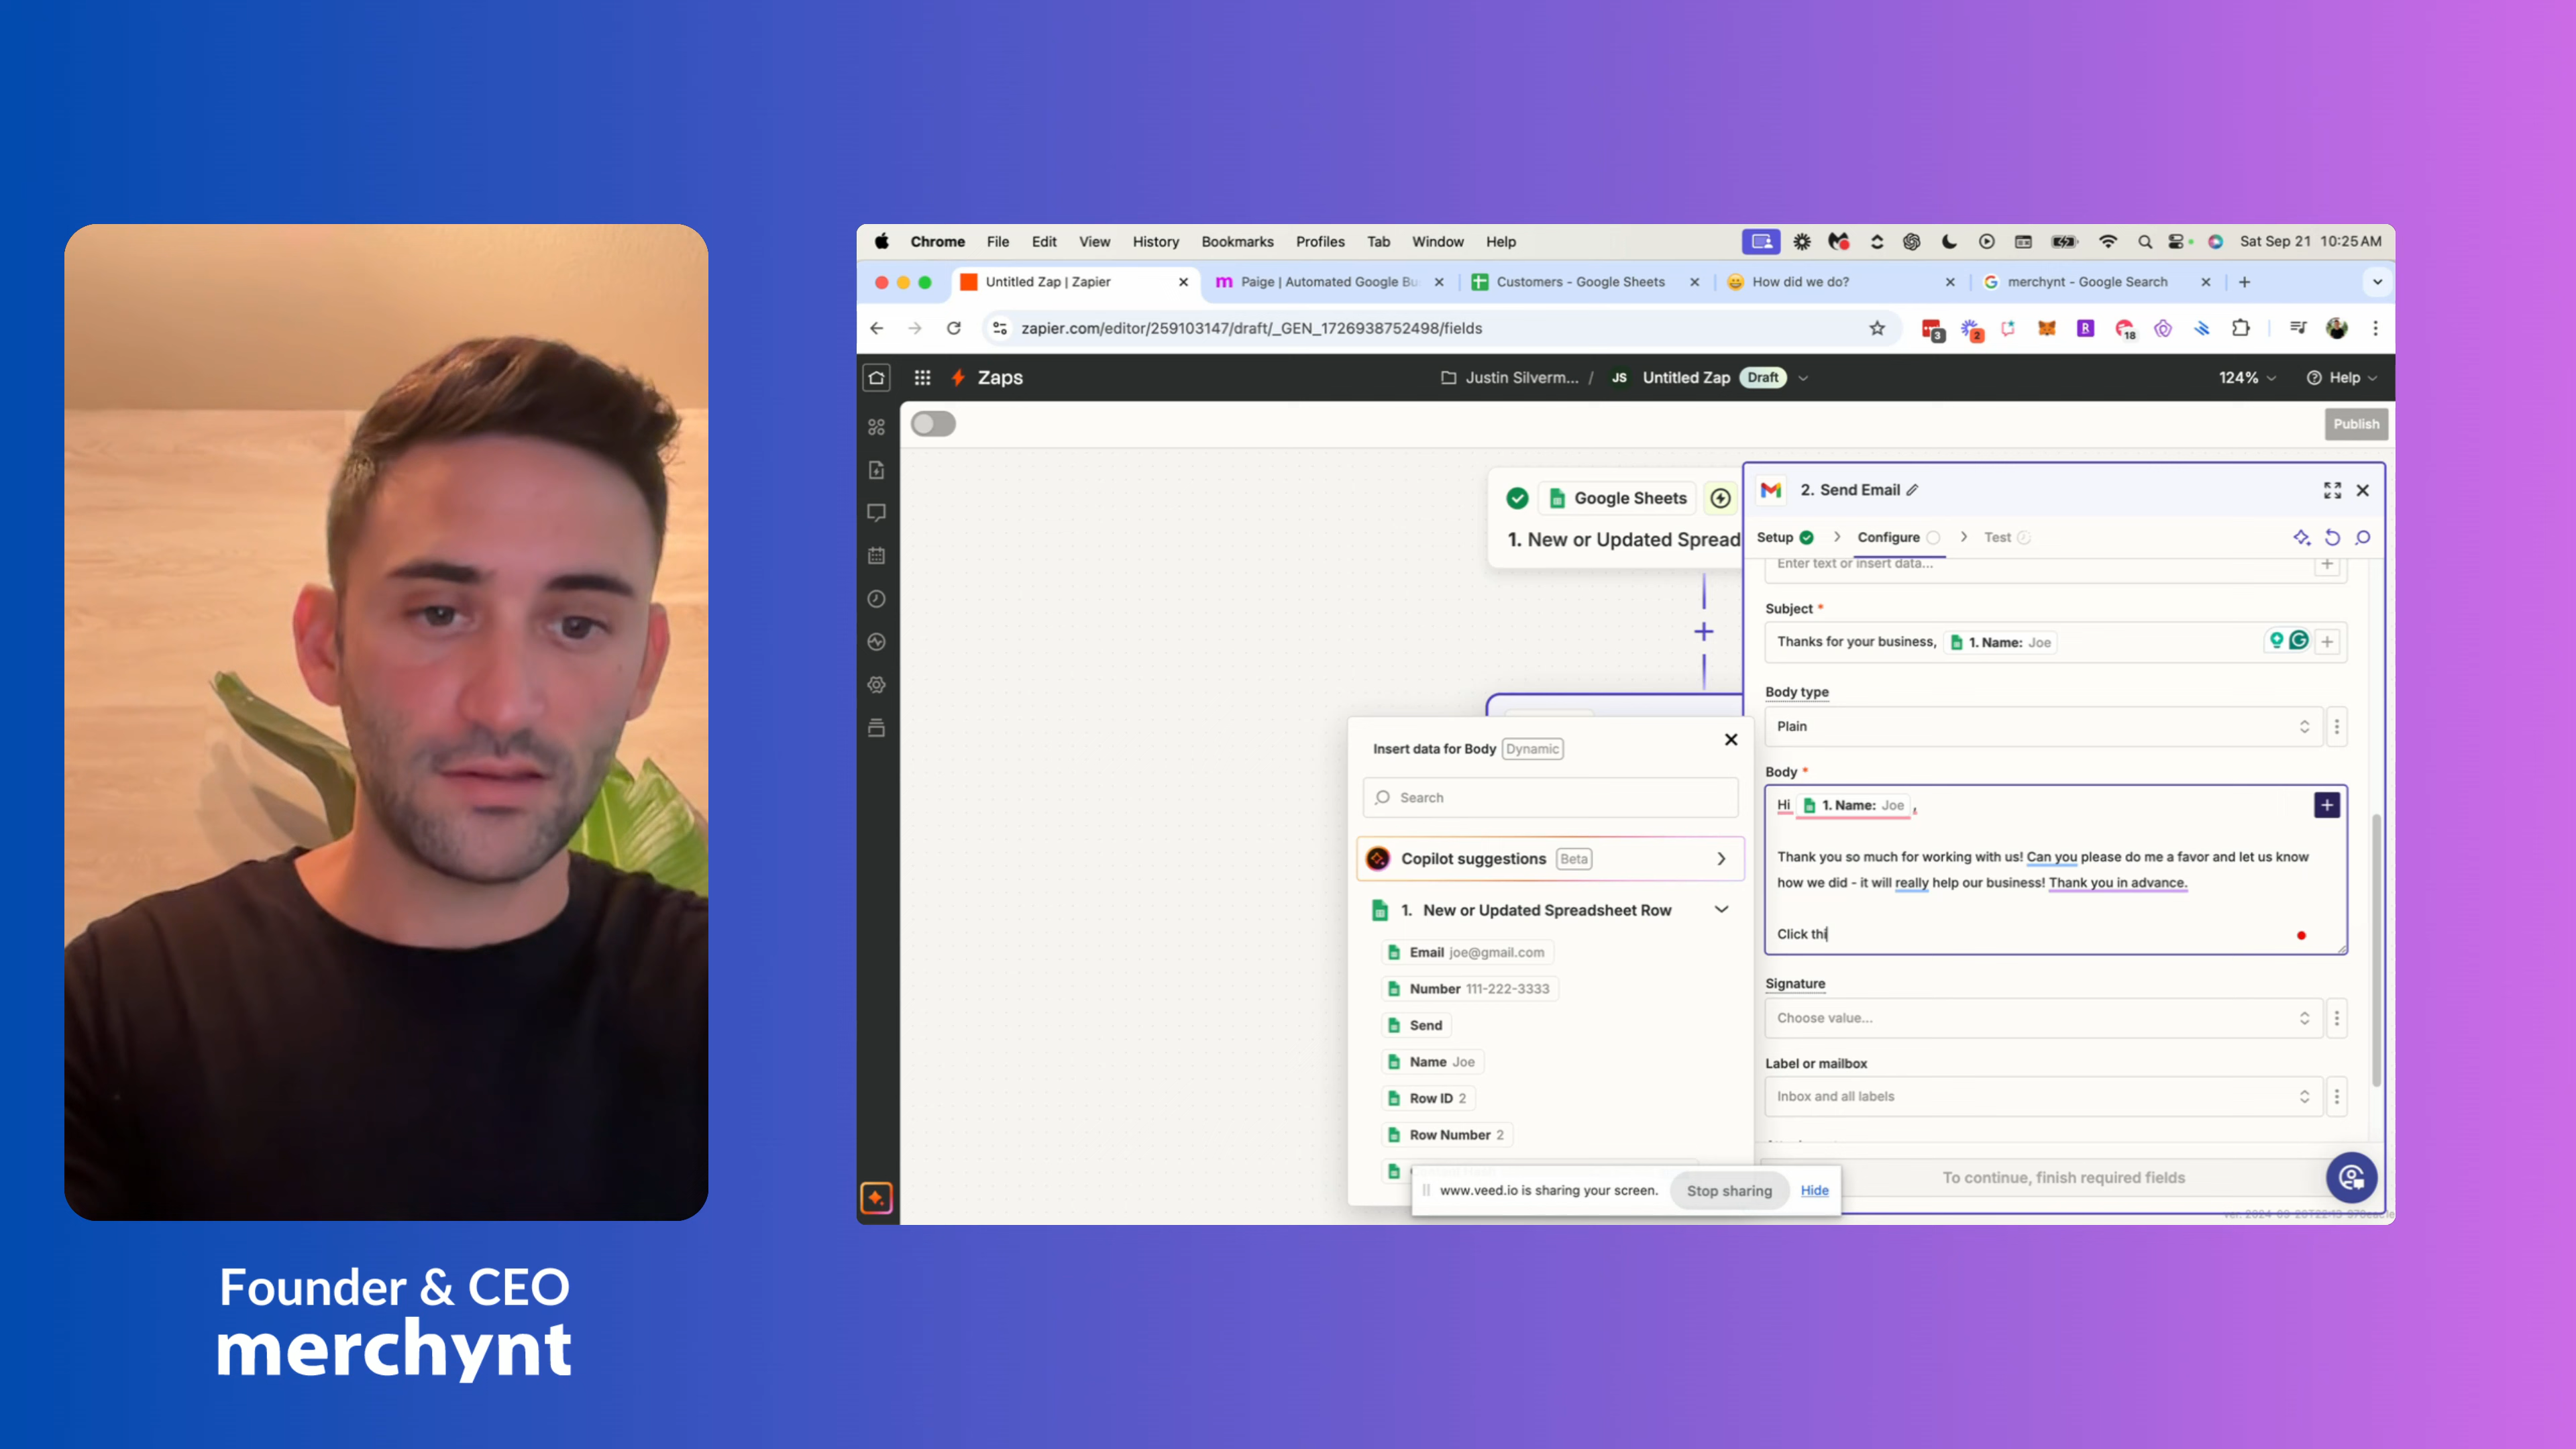 Chrome File Edit View History Bookmarks Profiles Tab Window Help
Sat Sep 21 10:25 AM
Untitled Zap | Zapier
Paige | Automated Google Bu
Customers - Google Sheets
How did we do?
merchynt - Google Search
zapier.com/editor/259103147/draft/_GEN_1726938752498/fields
3
2
R
18
Zaps
Justin Silverm... / JS Untitled Zap Draft
124%
Help
Publish
Google Sheets
1. New or Updated Spread
2. Send Email
Setup
Configure
Test
Enter text or insert data...
Subject *
Thanks for your business, 1. Name: Joe
Body type
Plain
Body *
Hi 1. Name: Joe ,
Thank you so much for working with us! Can you please do me a favor and let us know
how we did - it will really help our business! Thank you in advance.
Click thi
Signature
Choose value...
Label or mailbox
Inbox and all labels
To continue, finish required fields
Insert data for Body Dynamic
Search
Copilot suggestions Beta
1. New or Updated Spreadsheet Row
Email joe@gmail.com
Number 111-222-3333
Send
Name Joe
Row ID 2
Row Number 2
www.veed.io is sharing your screen. Stop sharing Hide
Founder & CEO
merchynt